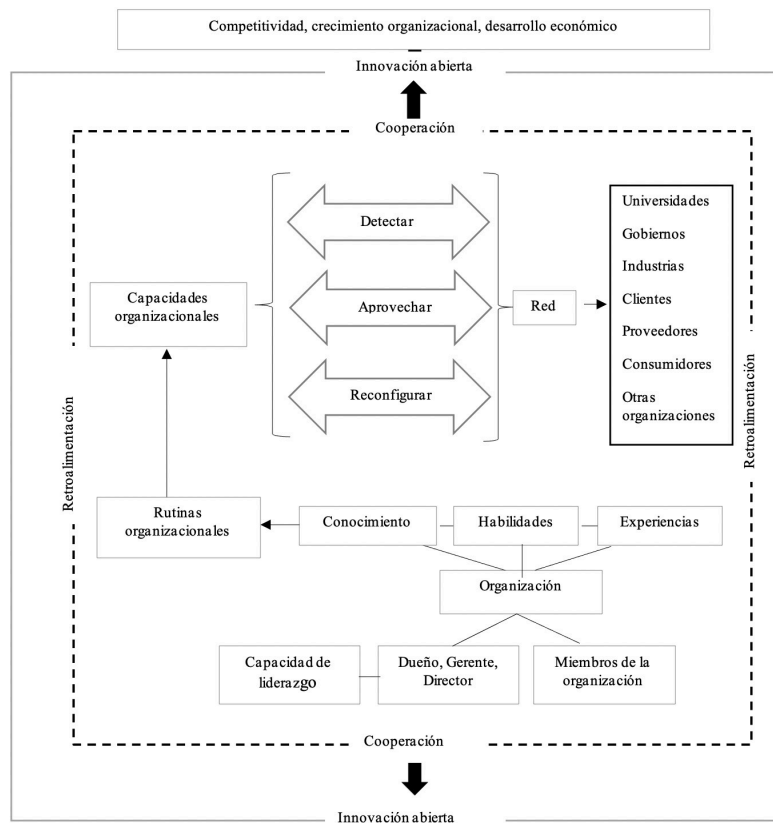 Competitividad, crecimiento organizacional, desarrollo económico
Innovación abierta
Cooperación
Detectar
Aprovechar
Reconfigurar
Capacidades
organizacionales
Red
Universidades
Gobiernos
Industrias
Clientes
Proveedores
Consumidores
Otras
organizaciones
Retroalimentación
Retroalimentación
Rutinas
organizacionales
Conocimiento
Habilidades
Experiencias
Organización
Capacidad de
liderazgo
Dueño, Gerente,
Director
Miembros de la
organización
Cooperación
Innovación abierta